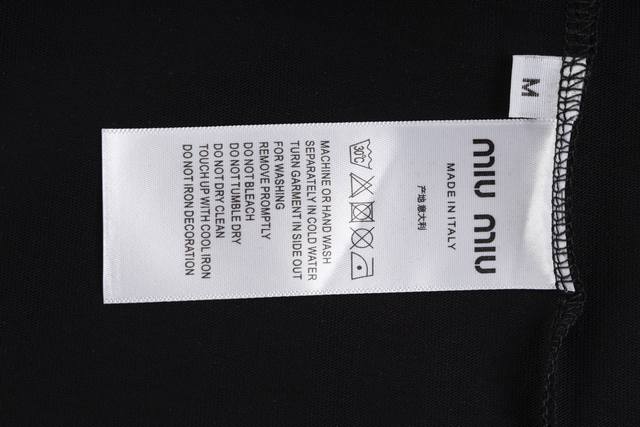 M
miu miu
MADE IN ITALY
产地意大利
30℃
MACHINE OR HAND WASH
SEPARATELY IN COLD WATER
TURN GARMENT IN SIDE OUT
FOR WASHING
REMOVE PROMPTLY
DO NOT BLEACH
DO NOT TUMBLE DRY
DO NOT DRY CLEAN
TOUCH UP WITH COOL IRON
DO NOT IRON DECORATION